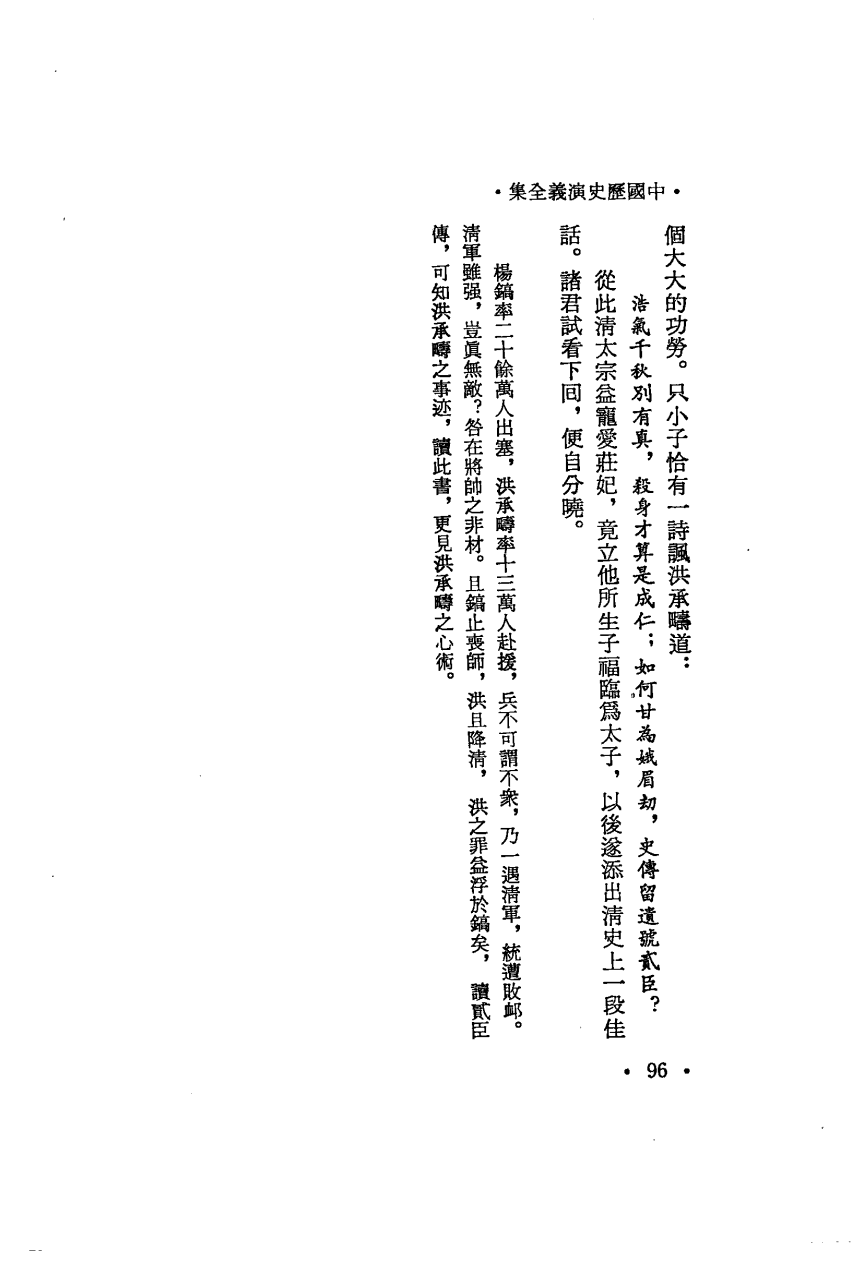 •中國歷史演義全集•
個大大的功勞。只小子恰有一詩諷洪承疇道：
浩氣千秋別有真，殺身才算是成仁；如何甘為娥眉劫，史傳留遺號貳臣？
從此清太宗益寵愛莊妃，竟立他所生子福臨爲太子，以後遂添出清史上一段佳
話。諸君試看下回，便自分曉。
楊鎬率二十餘萬人出塞，洪承疇率十三萬人赴援，兵不可謂不衆，乃一遇清軍，統遭敗衄。
清軍雖强，豈眞無敵？咎在將帥之非材。且鎬止喪師，洪且降清，洪之罪益浮於鎬矣，讀貳臣
傳，可知洪承疇之事迹，讀此書，更見洪承疇之心術。
• 96 •